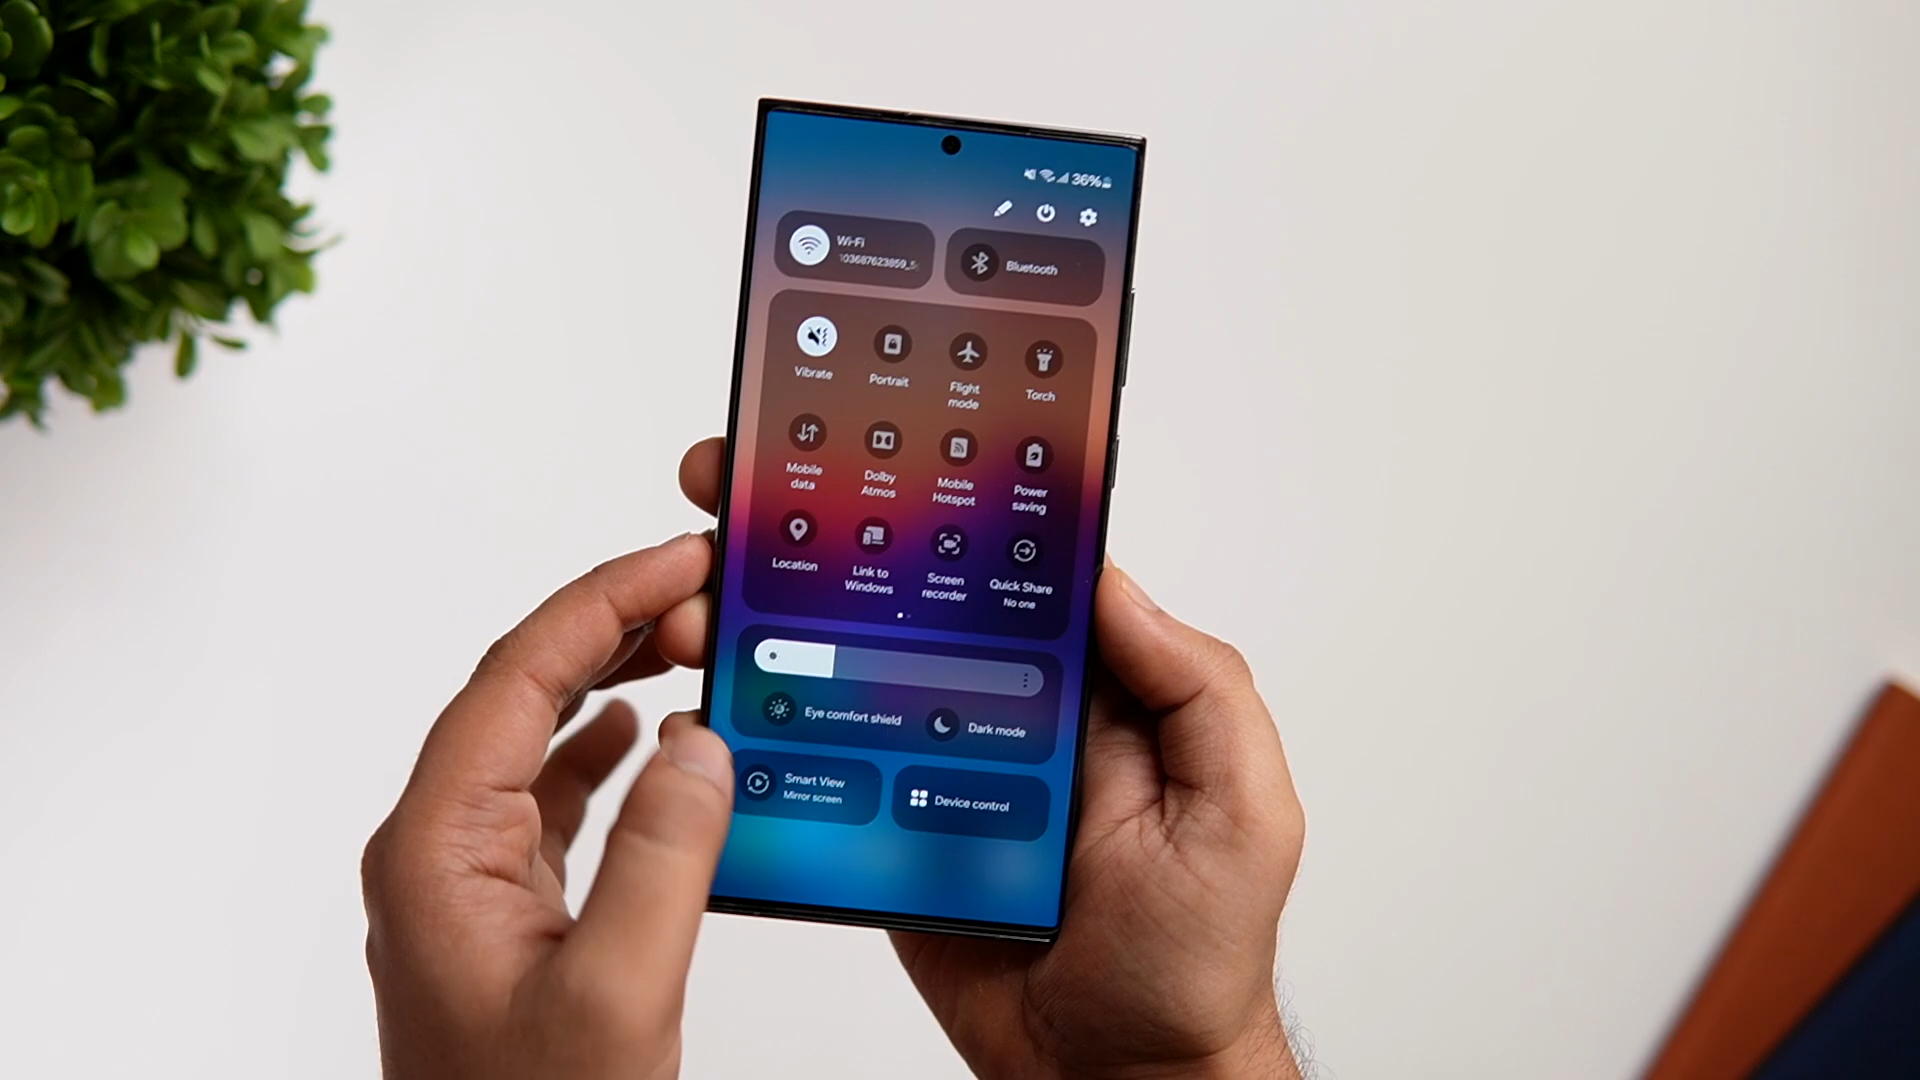 36%
Wi-Fi
103687623859_5
Bluetooth
Vibrate
Portrait
Flight
mode
Torch
Mobile
data
Dolby
Atmos
Mobile
Hotspot
Power
saving
Location
Link to
Windows
Screen
recorder
Quick Share
No one
Eye comfort shield
Dark mode
Smart View
Mirror screen
Device control